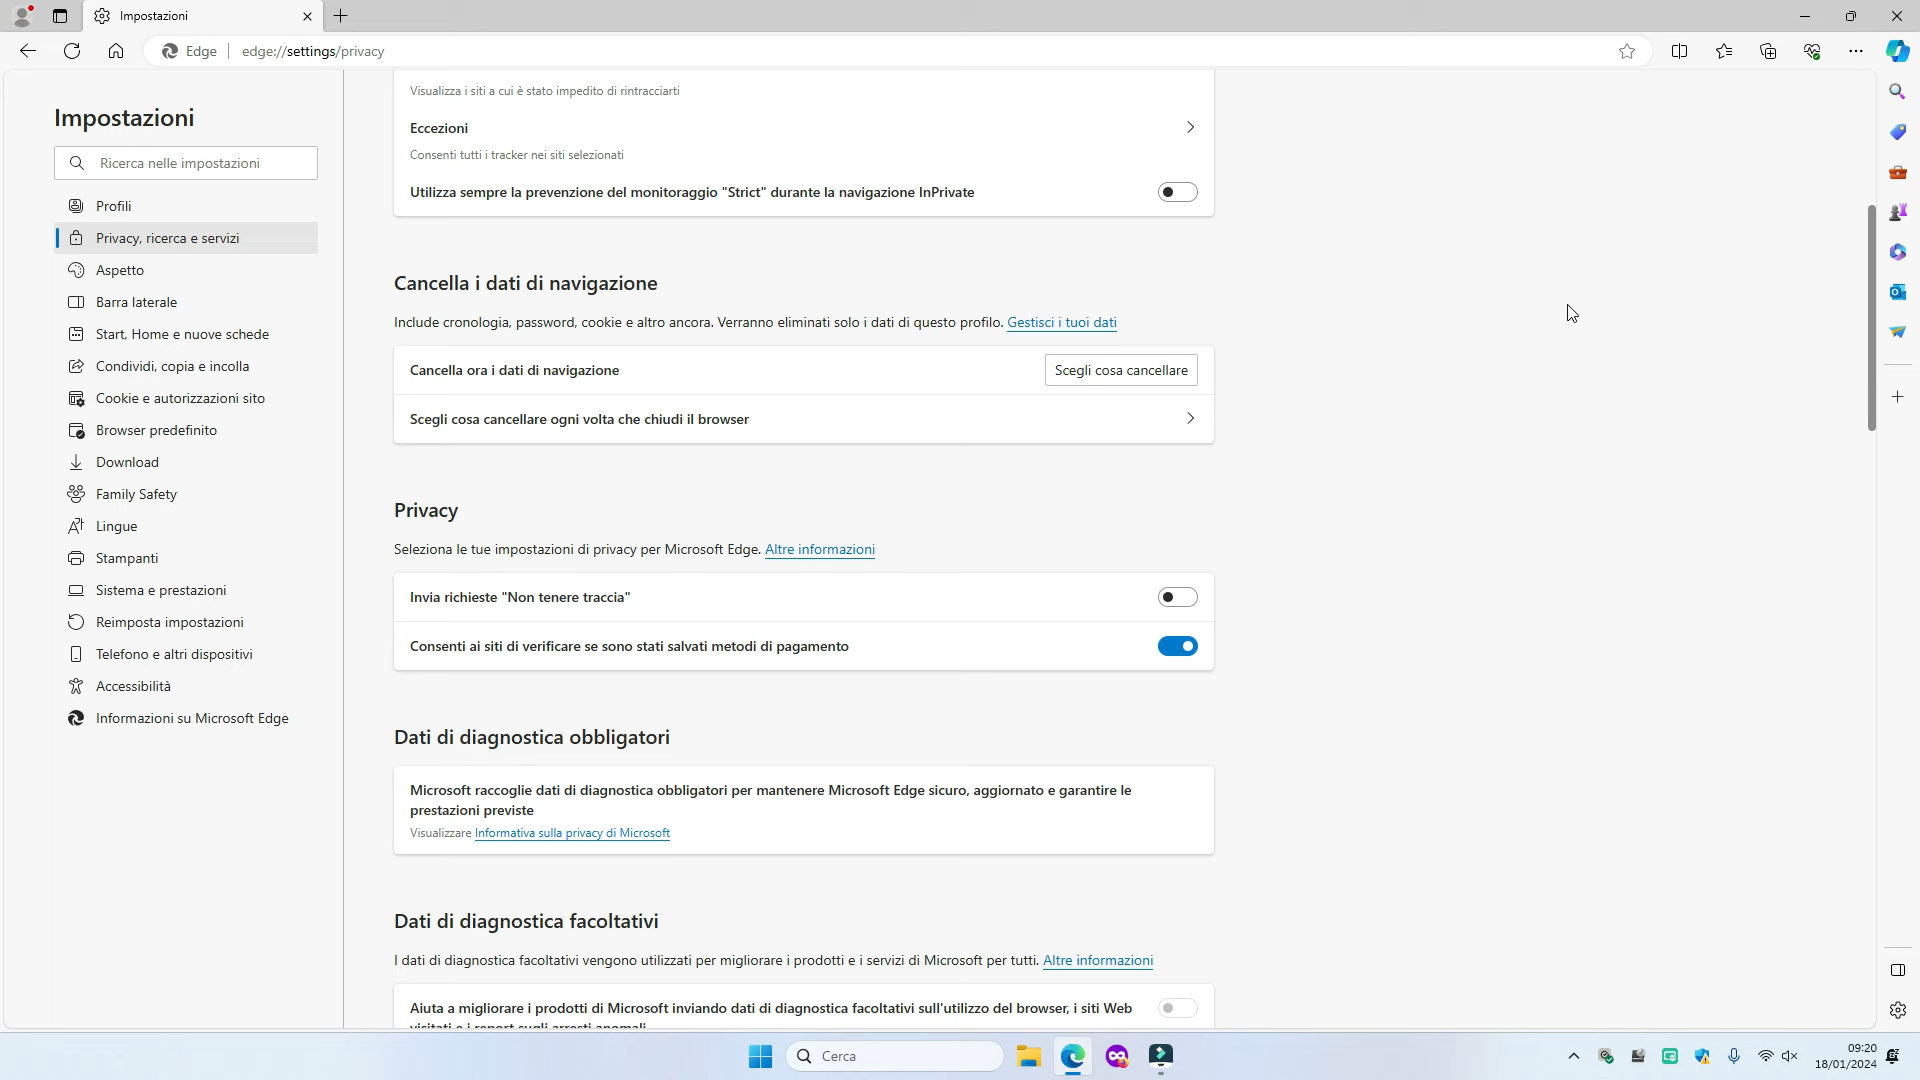 Impostazioni
Edge
edge://settings/privacy
Impostazioni
Ricerca nelle impostazioni
Profili
Privacy, ricerca e servizi
Aspetto
Barra laterale
Start, Home e nuove schede
Condividi, copia e incolla
Cookie e autorizzazioni sito
Browser predefinito
Download
Family Safety
Lingue
Stampanti
Sistema e prestazioni
Reimposta impostazioni
Telefono e altri dispositivi
Accessibilità
Informazioni su Microsoft Edge
Visualizza i siti a cui è stato impedito di rintracciarti
Eccezioni
Consenti tutti i tracker nei siti selezionati
Utilizza sempre la prevenzione del monitoraggio "Strict" durante la navigazione InPrivate
Cancella i dati di navigazione
Include cronologia, password, cookie e altro ancora. Verranno eliminati solo i dati di questo profilo. Gestisci i tuoi dati
Cancella ora i dati di navigazione
Scegli cosa cancellare
Scegli cosa cancellare ogni volta che chiudi il browser
Privacy
Seleziona le tue impostazioni di privacy per Microsoft Edge. Altre informazioni
Invia richieste "Non tenere traccia"
Consenti ai siti di verificare se sono stati salvati metodi di pagamento
Dati di diagnostica obbligatori
Microsoft raccoglie dati di diagnostica obbligatori per mantenere Microsoft Edge sicuro, aggiornato e garantire le
prestazioni previste
Visualizzare Informativa sulla privacy di Microsoft
Dati di diagnostica facoltativi
I dati di diagnostica facoltativi vengono utilizzati per migliorare i prodotti e i servizi di Microsoft per tutti. Altre informazioni
Aiuta a migliorare i prodotti di Microsoft inviando dati di diagnostica facoltativi sull'utilizzo del browser, i siti Web
visitati e i report sugli arresti anomali
Cerca
09:20
18/01/2024